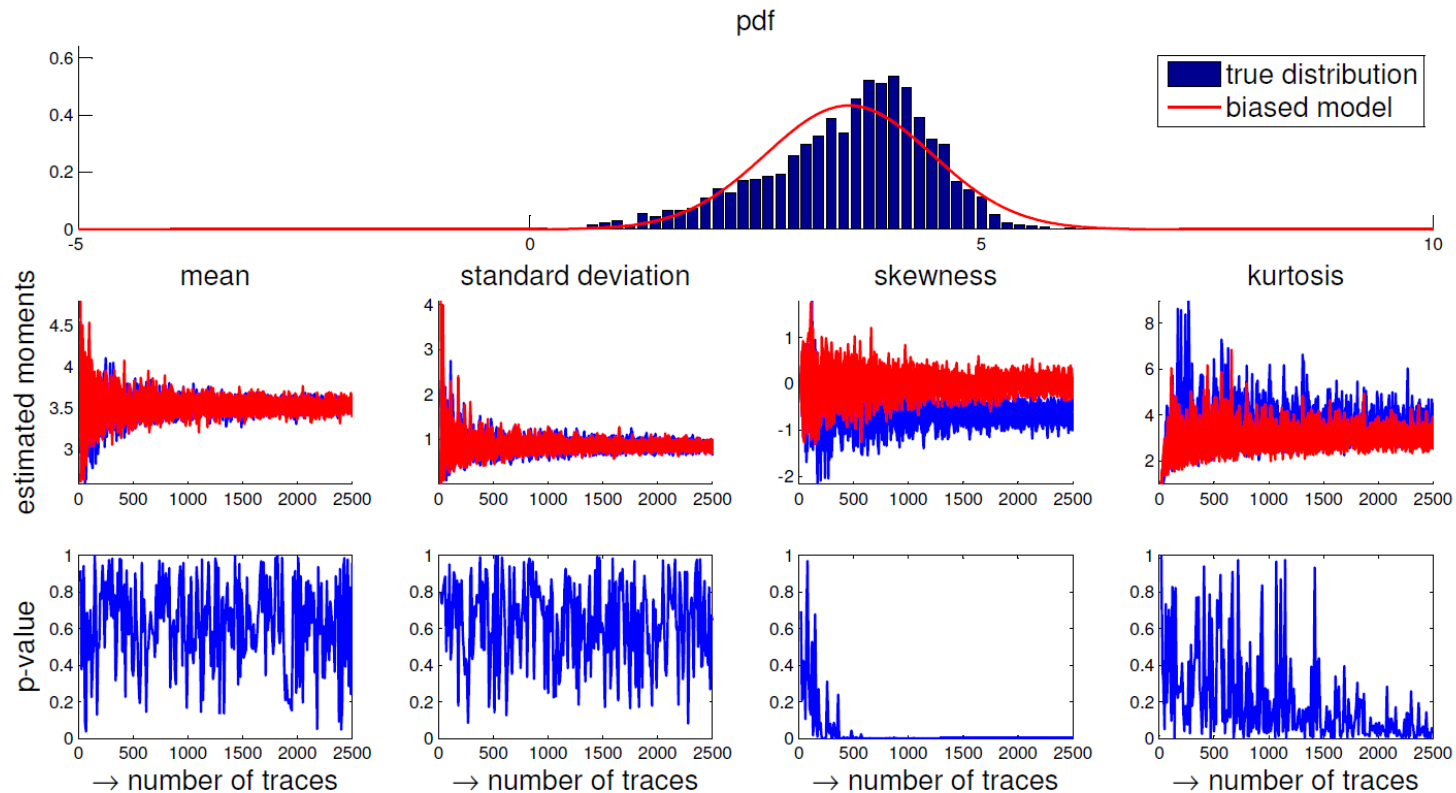 pdf
0.6
0.4
0.2
0
-5
0
5
10
true distribution
biased model
mean
standard deviation
skewness
kurtosis
estimated moments
4.5
4
3.5
3
0 500 1000 1500 2000 2500
4
3
2
1
0 500 1000 1500 2000 2500
1
0
-1
-2
0 500 1000 1500 2000 2500
8
6
4
2
0 500 1000 1500 2000 2500
p-value
1
0.8
0.6
0.4
0.2
0
0 500 1000 1500 2000 2500
→ number of traces
1
0.8
0.6
0.4
0.2
0
0 500 1000 1500 2000 2500
→ number of traces
1
0.8
0.6
0.4
0.2
0
0 500 1000 1500 2000 2500
→ number of traces
1
0.8
0.6
0.4
0.2
0
0 500 1000 1500 2000 2500
→ number of traces